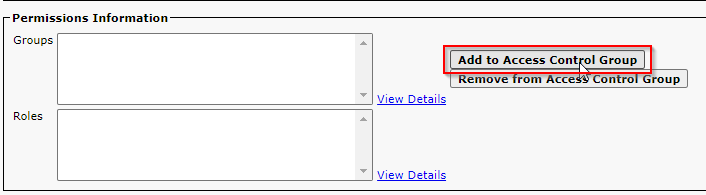 Permissions Information
Groups
Add to Access Control Group
Remove from Access Control Group
View Details
Roles
View Details